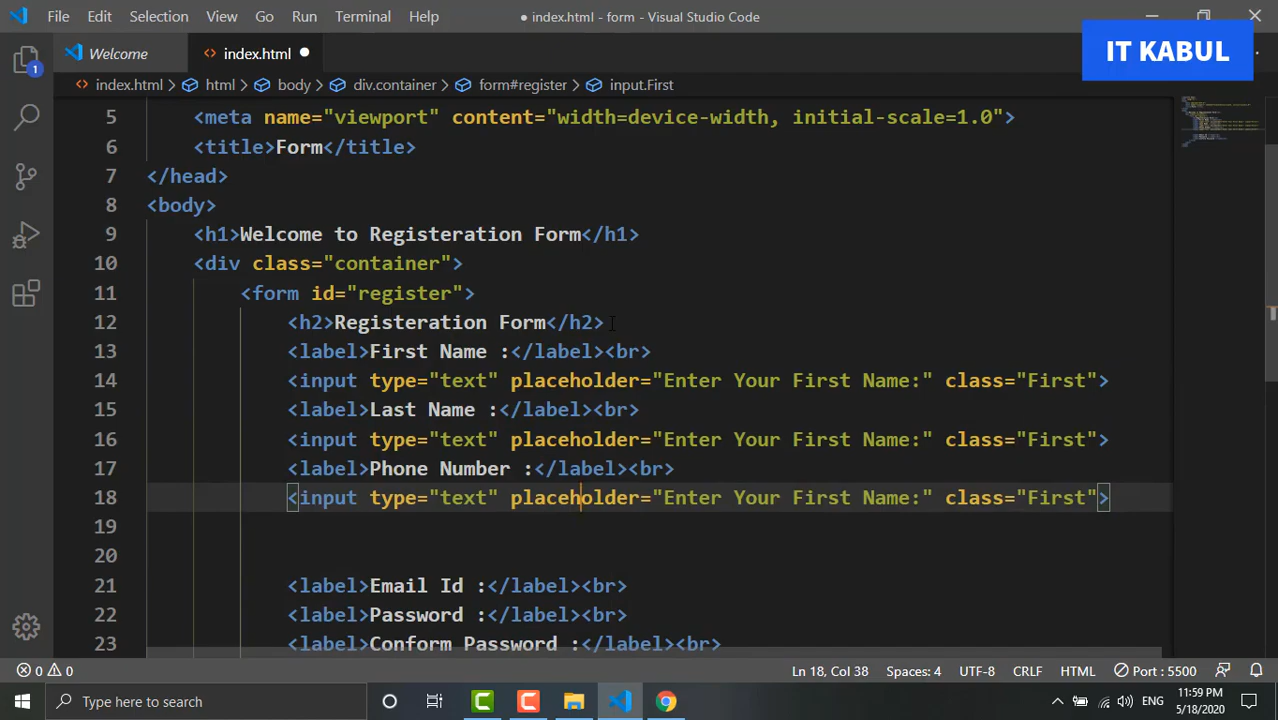 File Edit Selection View Go Run Terminal Help ● index.html - form - Visual Studio Code
IT KABUL
Welcome <> index.html ●
<> index.html > html > body > div.container > form#register > input.First
1
5 <meta name="viewport" content="width=device-width, initial-scale=1.0">
6 <title>Form</title>
7 </head>
8 <body>
9 <h1>Welcome to Registeration Form</h1>
10 <div class="container">
11 <form id="register">
12 <h2>Registeration Form</h2>
13 <label>First Name :</label><br>
14 <input type="text" placeholder="Enter Your First Name:" class="First">
15 <label>Last Name :</label><br>
16 <input type="text" placeholder="Enter Your First Name:" class="First">
17 <label>Phone Number :</label><br>
18 <input type="text" placeholder="Enter Your First Name:" class="First">
19
20
21 <label>Email Id :</label><br>
22 <label>Password :</label><br>
23 <label>Conform Password :</label><br>
0 0 Ln 18, Col 38 Spaces: 4 UTF-8 CRLF HTML Port : 5500
Type here to search ENG 11:59 PM
5/18/2020